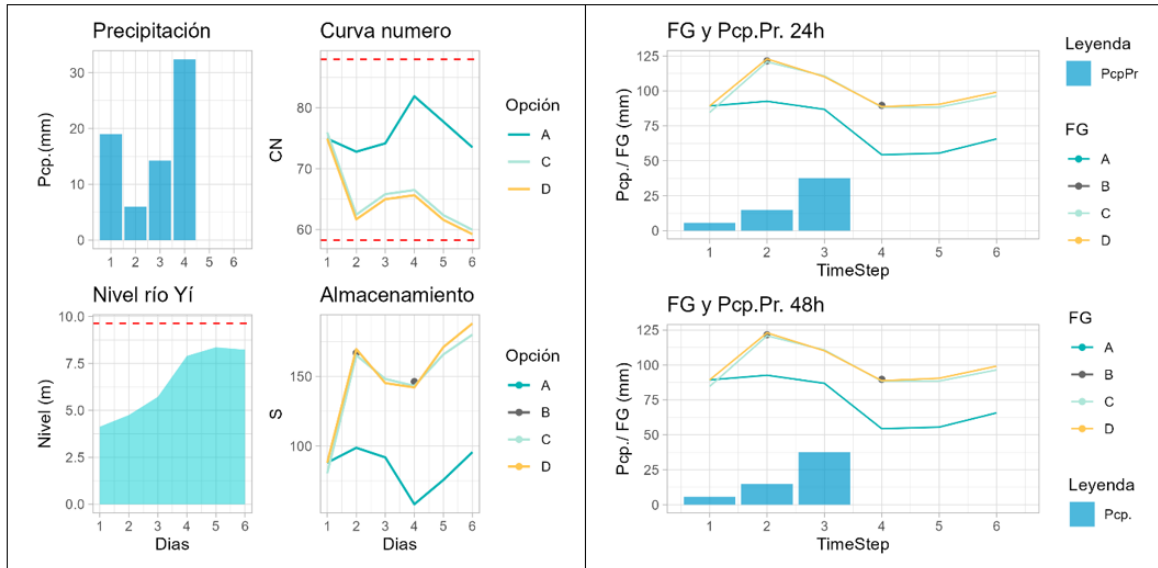 Precipitación
Pcp.(mm)
30
20
10
0
1 2 3 4 5 6
Curva numero
CN
80
70
60
1 2 3 4 5 6
Opción
A
C
D
Nivel río Yí
Nivel (m)
10.0
7.5
5.0
2.5
0.0
1 2 3 4 5 6
Dias
Almacenamiento
S
150
100
1 2 3 4 5 6
Dias
Opción
A
B
C
D
FG y Pcp.Pr. 24h
Pcp./ FG (mm)
125
100
75
50
25
0
1 2 3 4 5 6
TimeStep
Leyenda
PcpPr
FG
A
B
C
D
FG y Pcp.Pr. 48h
Pcp./ FG (mm)
125
100
75
50
25
0
1 2 3 4 5 6
TimeStep
FG
A
B
C
D
Leyenda
Pcp.